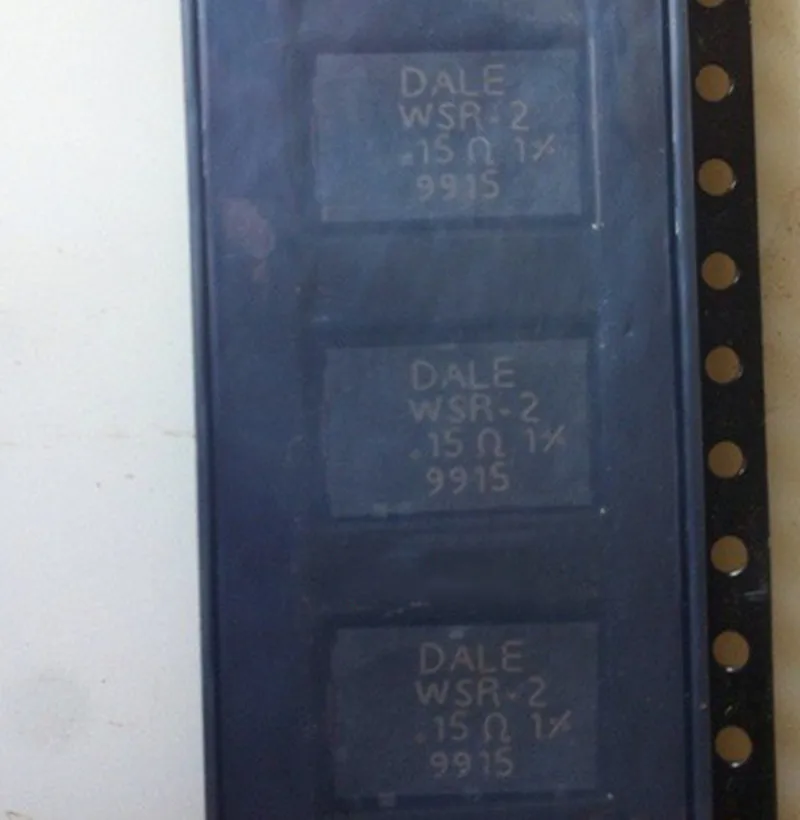 DALE
WSR-2
.15 Ω 1%
9915
DALE
WSR-2
.15 Ω 1%
9915
DALE
WSR-2
.15 Ω 1%
9915